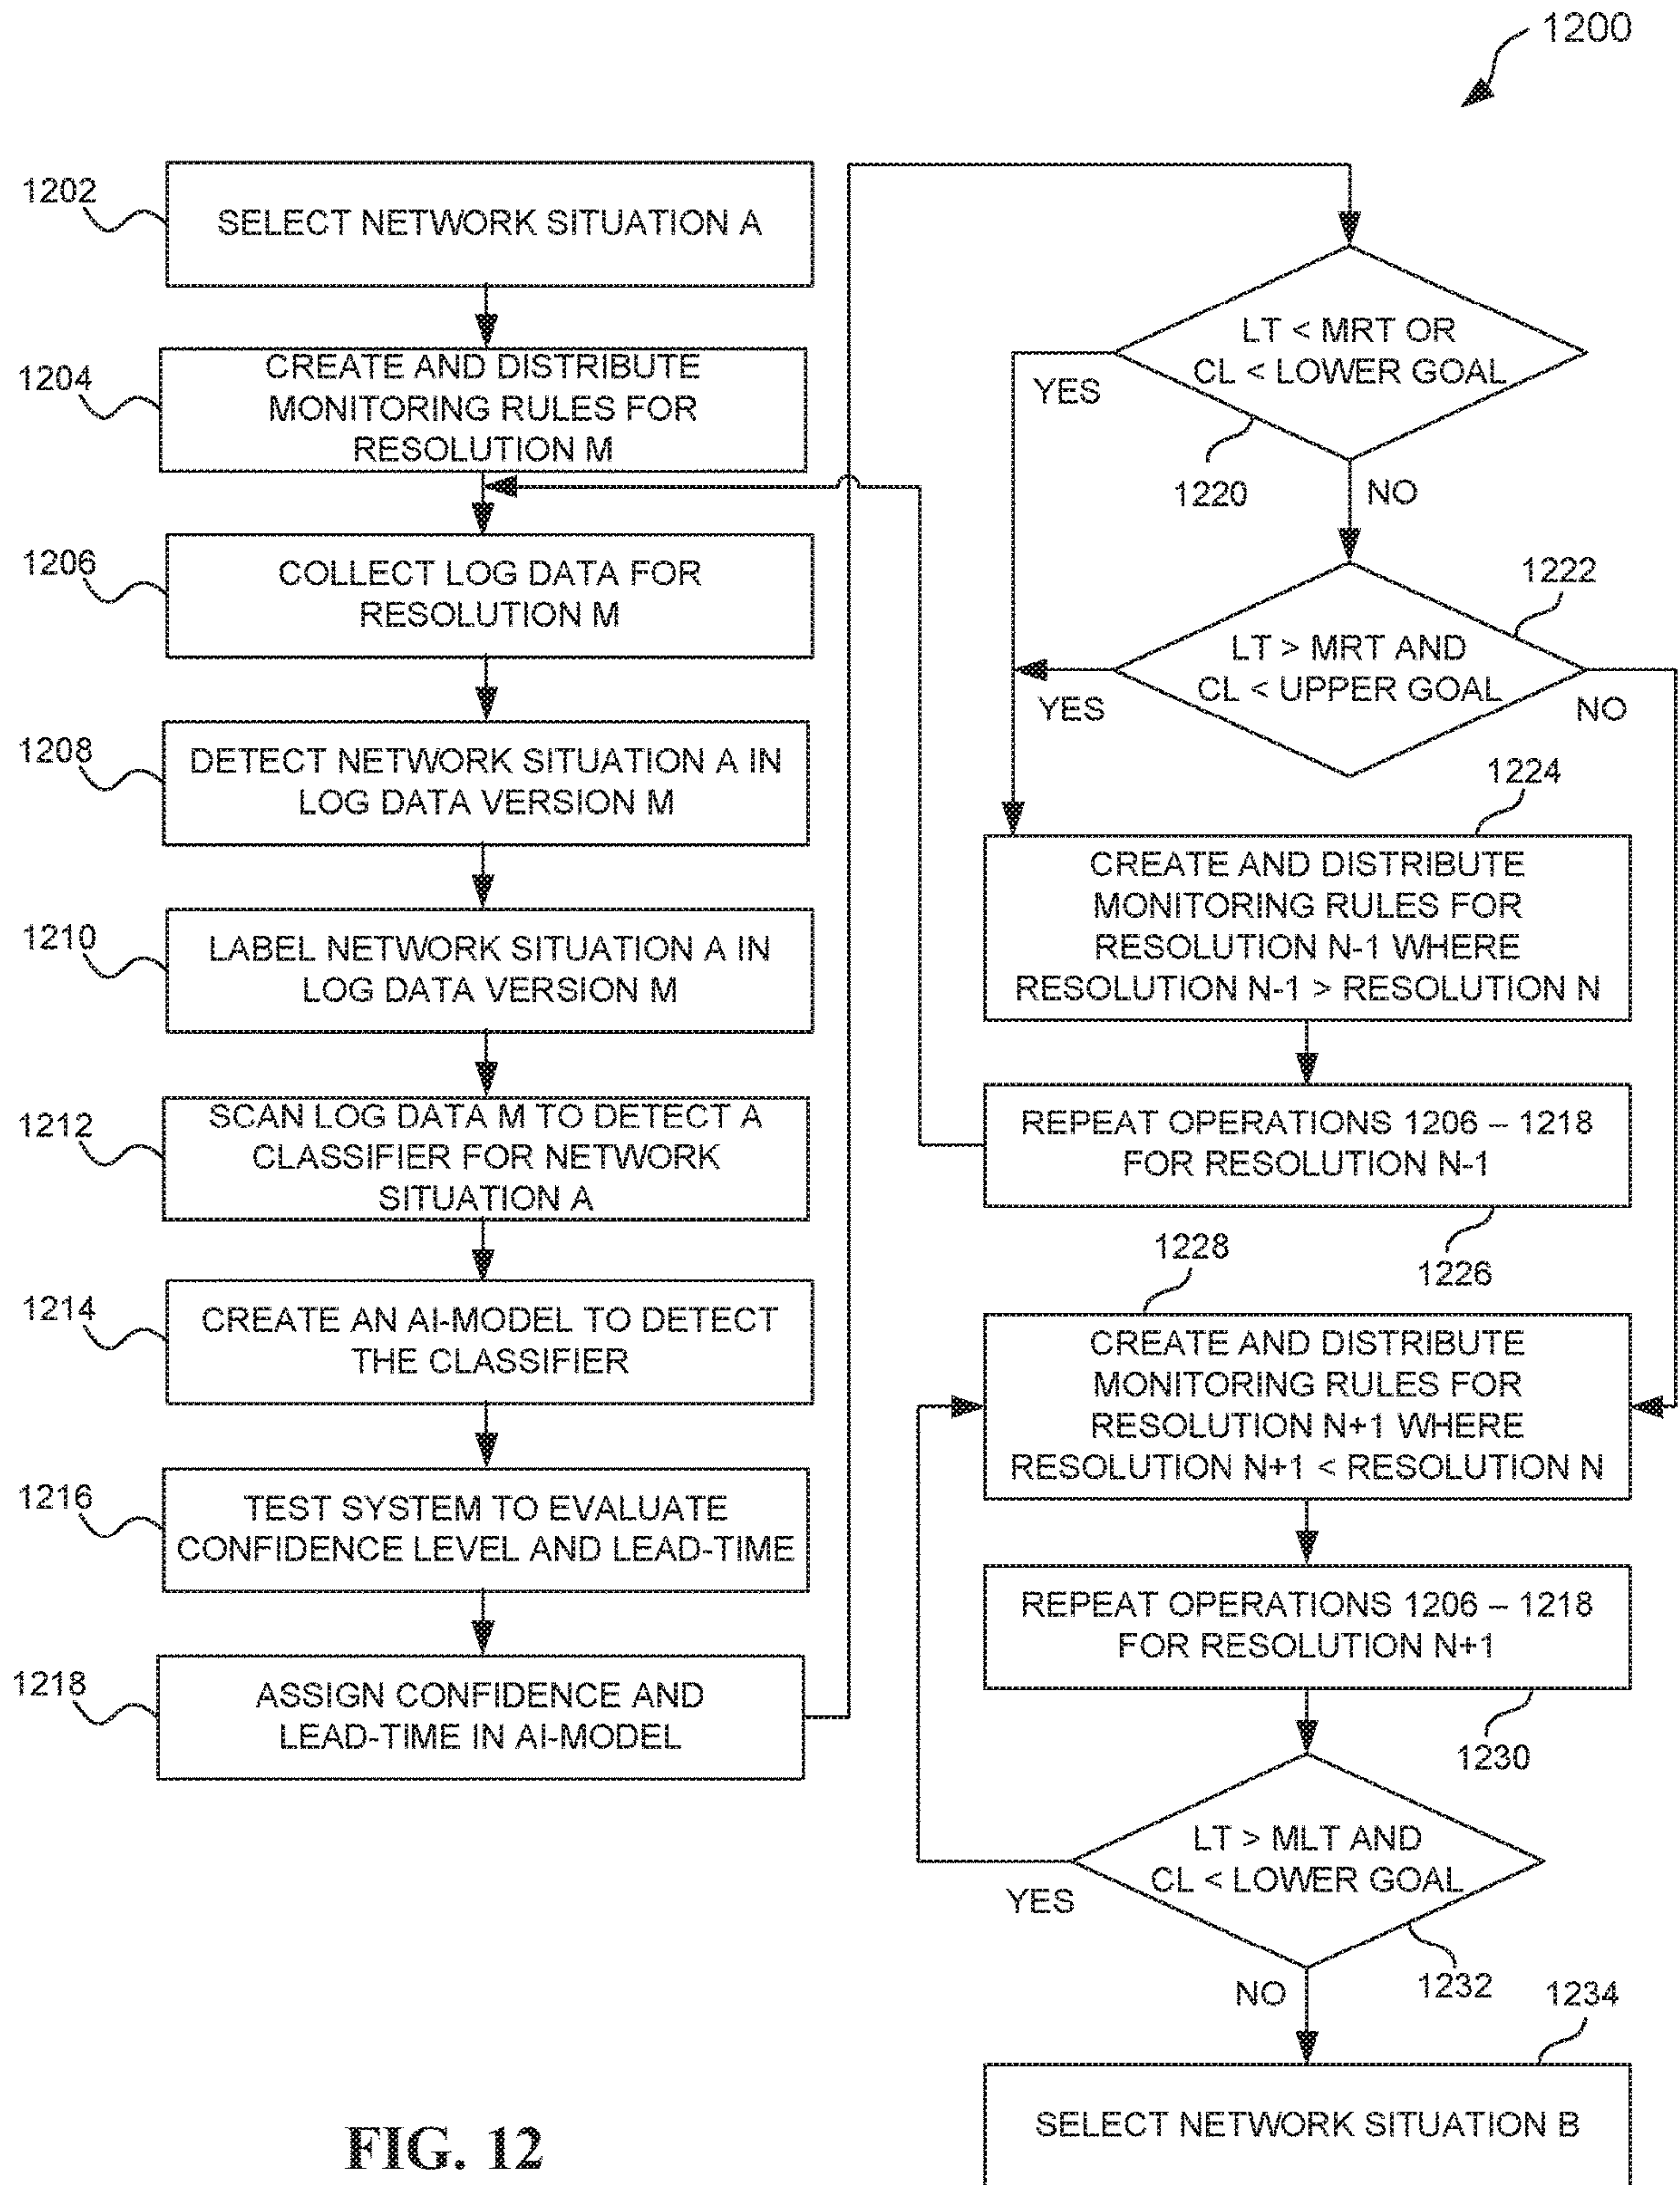 1200
1202
SELECT NETWORK SITUATION A
1204
CREATE AND DISTRIBUTE
MONITORING RULES FOR
RESOLUTION M
1206
COLLECT LOG DATA FOR
RESOLUTION M
1208
DETECT NETWORK SITUATION A IN
LOG DATA VERSION M
1210
LABEL NETWORK SITUATION A IN
LOG DATA VERSION M
1212
SCAN LOG DATA M TO DETECT A
CLASSIFIER FOR NETWORK
SITUATION A
1214
CREATE AN AI-MODEL TO DETECT
THE CLASSIFIER
1216
TEST SYSTEM TO EVALUATE
CONFIDENCE LEVEL AND LEAD-TIME
1218
ASSIGN CONFIDENCE AND
LEAD-TIME IN AI-MODEL
LT < MRT OR
CL < LOWER GOAL
YES
1220
NO
1222
LT > MRT AND
CL < UPPER GOAL
YES
NO
1224
CREATE AND DISTRIBUTE
MONITORING RULES FOR
RESOLUTION N-1 WHERE
RESOLUTION N-1 > RESOLUTION N
REPEAT OPERATIONS 1206 – 1218
FOR RESOLUTION N-1
1226
1228
CREATE AND DISTRIBUTE
MONITORING RULES FOR
RESOLUTION N+1 WHERE
RESOLUTION N+1 < RESOLUTION N
REPEAT OPERATIONS 1206 – 1218
FOR RESOLUTION N+1
1230
LT > MLT AND
CL < LOWER GOAL
YES
1232
NO
1234
SELECT NETWORK SITUATION B
FIG. 12